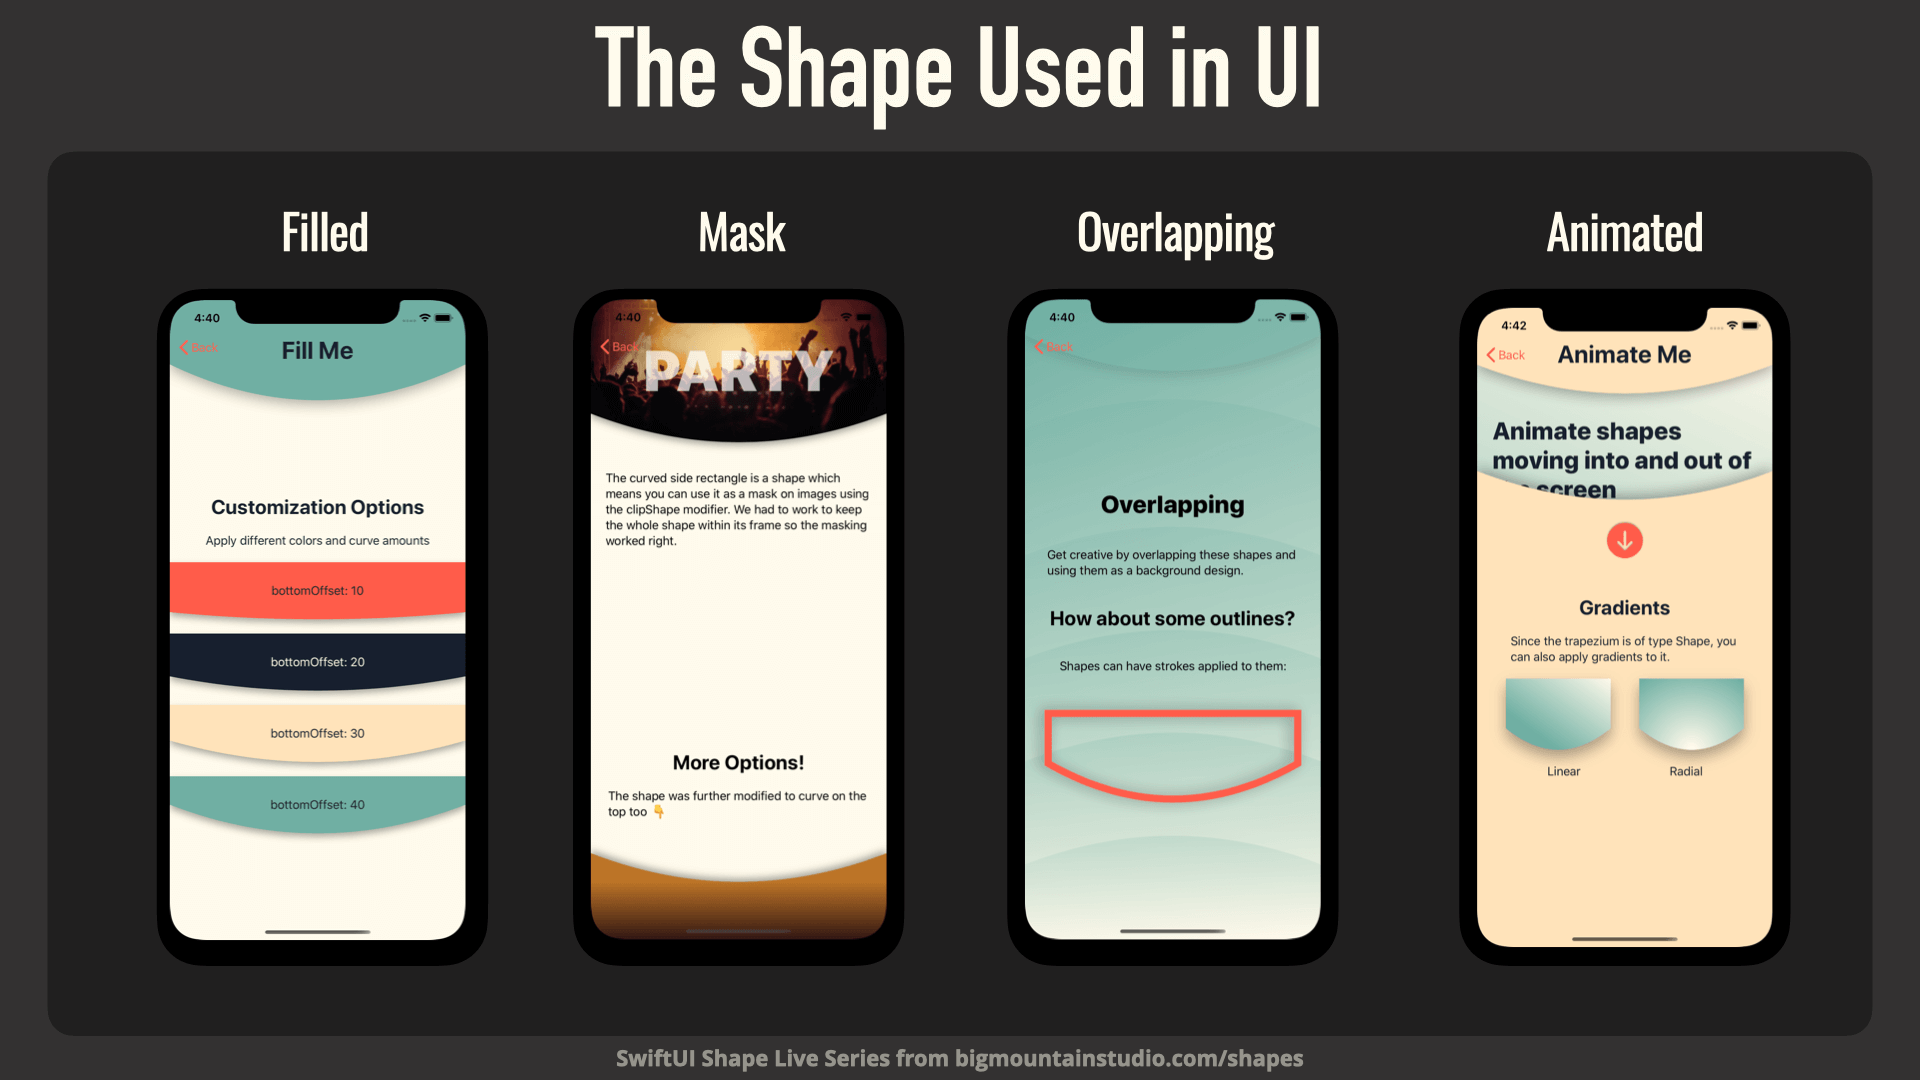 The Shape Used in UI
Filled
Mask
Overlapping
Animated
4:40
Back
Fill Me
Customization Options
Apply different colors and curve amounts
bottomOffset: 10
bottomOffset: 20
bottomOffset: 30
bottomOffset: 40
4:40
Back
PARTY
The curved side rectangle is a shape which
means you can use it as a mask on images using
the clipShape modifier. We had to work to keep
the whole shape within its frame so the masking
worked right.
More Options!
The shape was further modified to curve on the
top too 👇
4:40
Back
Overlapping
Get creative by overlapping these shapes and
using them as a background design.
How about some outlines?
Shapes can have strokes applied to them:
4:42
Back
Animate Me
Animate shapes
moving into and out of
screen
Gradients
Since the trapezium is of type Shape, you
can also apply gradients to it.
Linear
Radial
SwiftUI Shape Live Series from bigmountainstudio.com/shapes